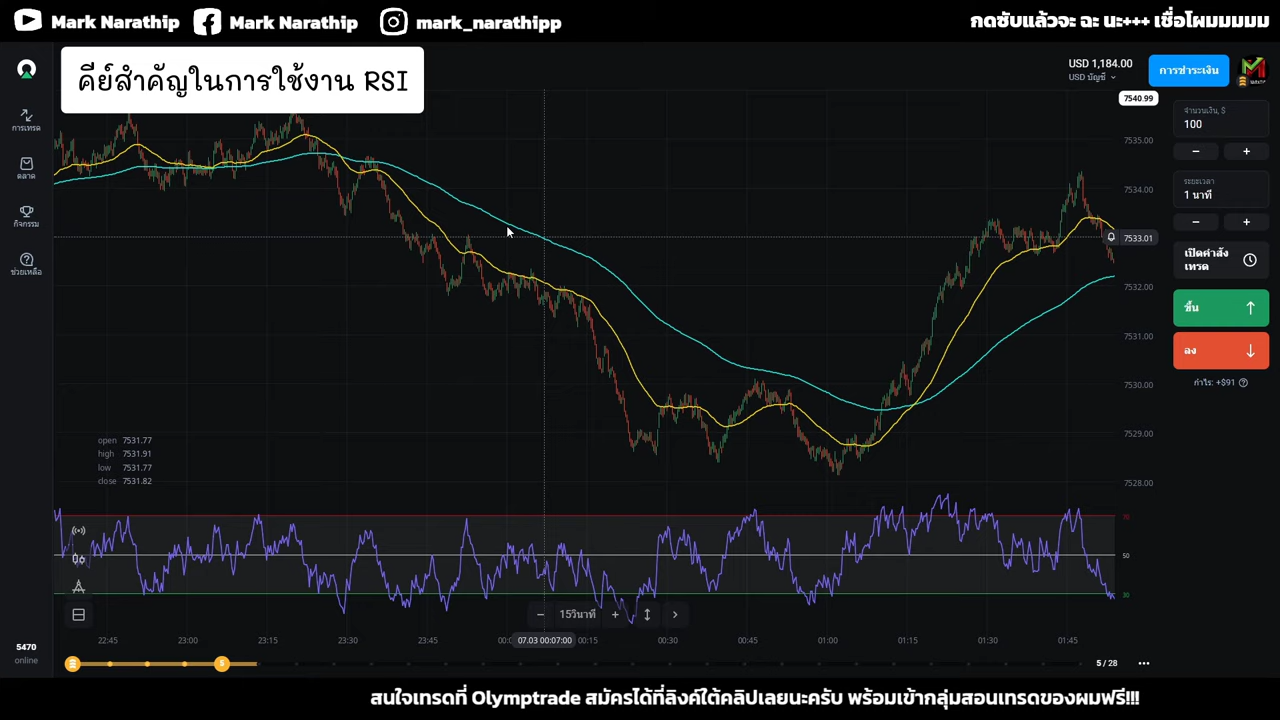 Mark Narathip
Mark Narathip
mark_narathipp
กดซับแล้วจะ ฉะ นะ+++ เชื่อโผมมมมม
คีย์สำคัญในการใช้งาน RSI
USD 1,184.00
USD บัญชี
การชำระเงิน
การเทรด
ตลาด
กิจกรรม
ช่วยเหลือ
7540.99
7535.00
7534.00
7533.01
7532.00
7531.00
7530.00
7529.00
7528.00
จำนวนเงิน, $
100
ระยะเวลา
1 นาที
เปิดคำสั่ง
เทรด
ขึ้น
ลง
กำไร: +$91
open 7531.77
high 7531.91
low 7531.77
close 7531.82
70
50
30
15วินาที
22:45 23:00 23:15 23:30 23:45 07.03 00:07:00 00:15 00:30 00:45 01:00 01:15 01:30 01:45
5470
online
5
5 / 28
สนใจเทรดที่ Olymptrade สมัครได้ที่ลิงค์ใต้คลิปเลยนะครับ พร้อมเข้ากลุ่มสอนเทรดของผมฟรี!!!